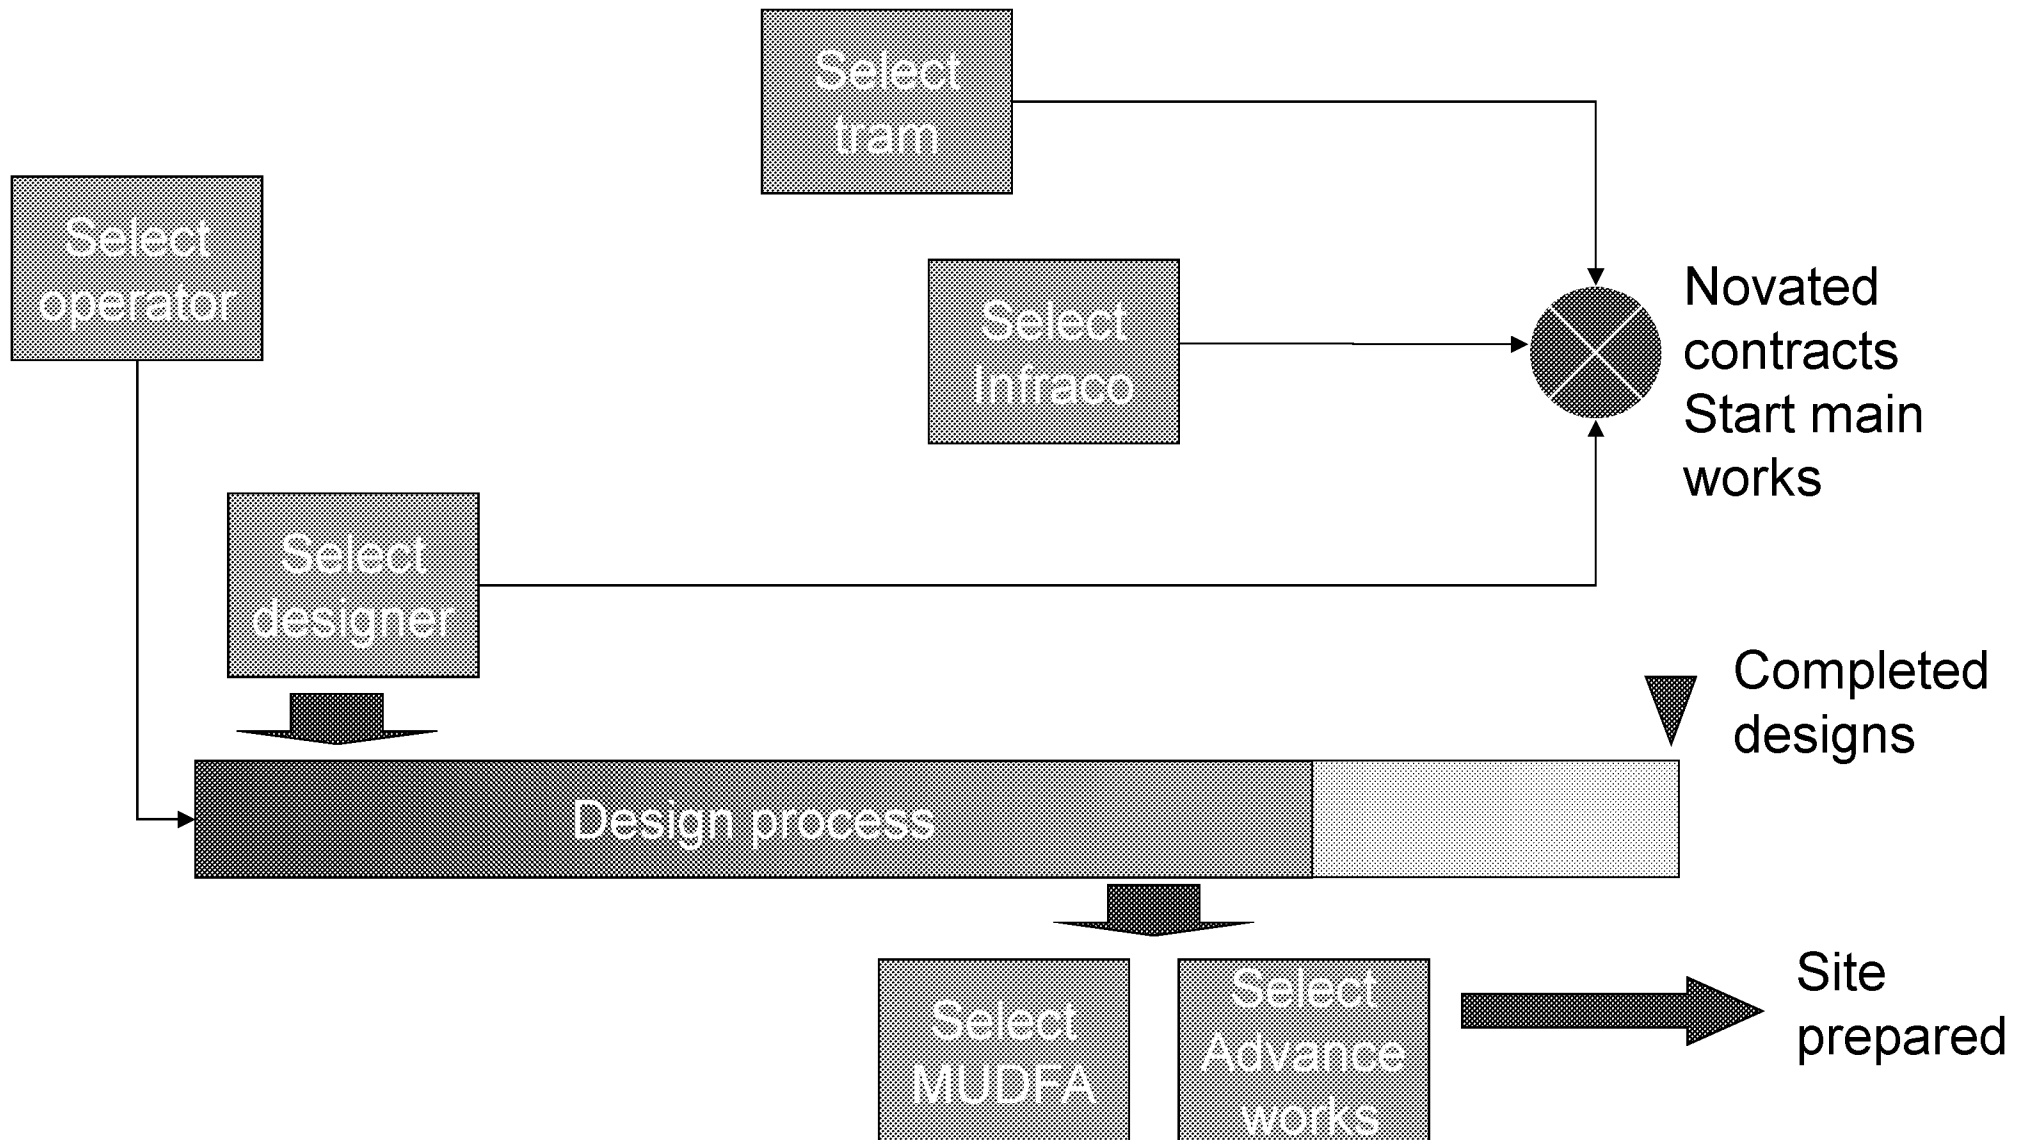 Select
tram
Select
operator
Select
Infraco
Novated
contracts
Start main
works
Select
designer
Completed
designs
Design process
Select
MUDFA
Select
Advance
works
Site
prepared